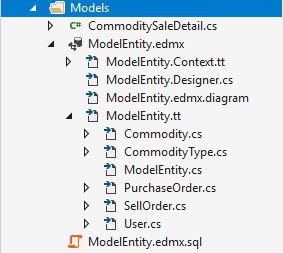 Models
C# CommoditySaleDetail.cs
ModelEntity.edmx
ModelEntity.Context.tt
ModelEntity.Designer.cs
ModelEntity.edmx.diagram
ModelEntity.tt
Commodity.cs
CommodityType.cs
ModelEntity.cs
PurchaseOrder.cs
SellOrder.cs
User.cs
ModelEntity.edmx.sql